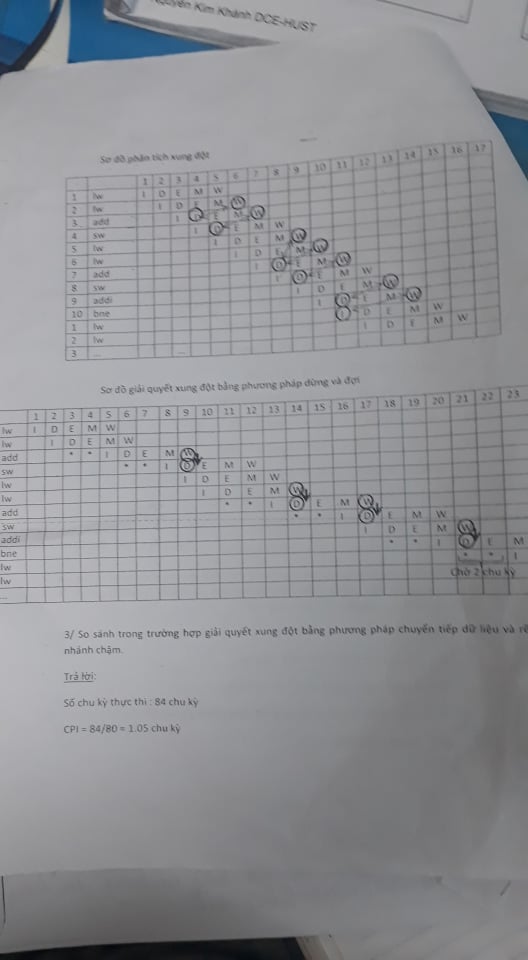 Nguyễn Kim Khánh DCE-HUST
Sơ đồ phân tích xung đột
1 2 3 4 5 6 7 8 9 10 11 12 13 14 15 16 17
1 lw I D E M W
2 lw I D E M W
3 add I D E M W
4 sw I D E M W
5 lw I D E M W
6 lw I D E M W
7 add I D E M W
8 sw I D E M W
9 addi I D E M W
10 bne I D E M W
1 lw I D E M W
2 lw
3 ...
Sơ đồ giải quyết xung đột bằng phương pháp dừng và đợi
1 2 3 4 5 6 7 8 9 10 11 12 13 14 15 16 17 18 19 20 21 22 23
lw I D E M W
lw I D E M W
add * * I D E M W
sw * * I D E M W
lw I D E M W
lw I D E M W
add * * I D E M W
sw * * I D E M W
addi I D E M W
bne * * I D E M
lw * * I
lw Chờ 2 chu kỳ
...
3/ So sánh trong trường hợp giải quyết xung đột bằng phương pháp chuyển tiếp dữ liệu và rẽ
nhánh chậm.
Trả lời:
Số chu kỳ thực thi : 84 chu kỳ
CPI = 84/80 = 1.05 chu kỳ